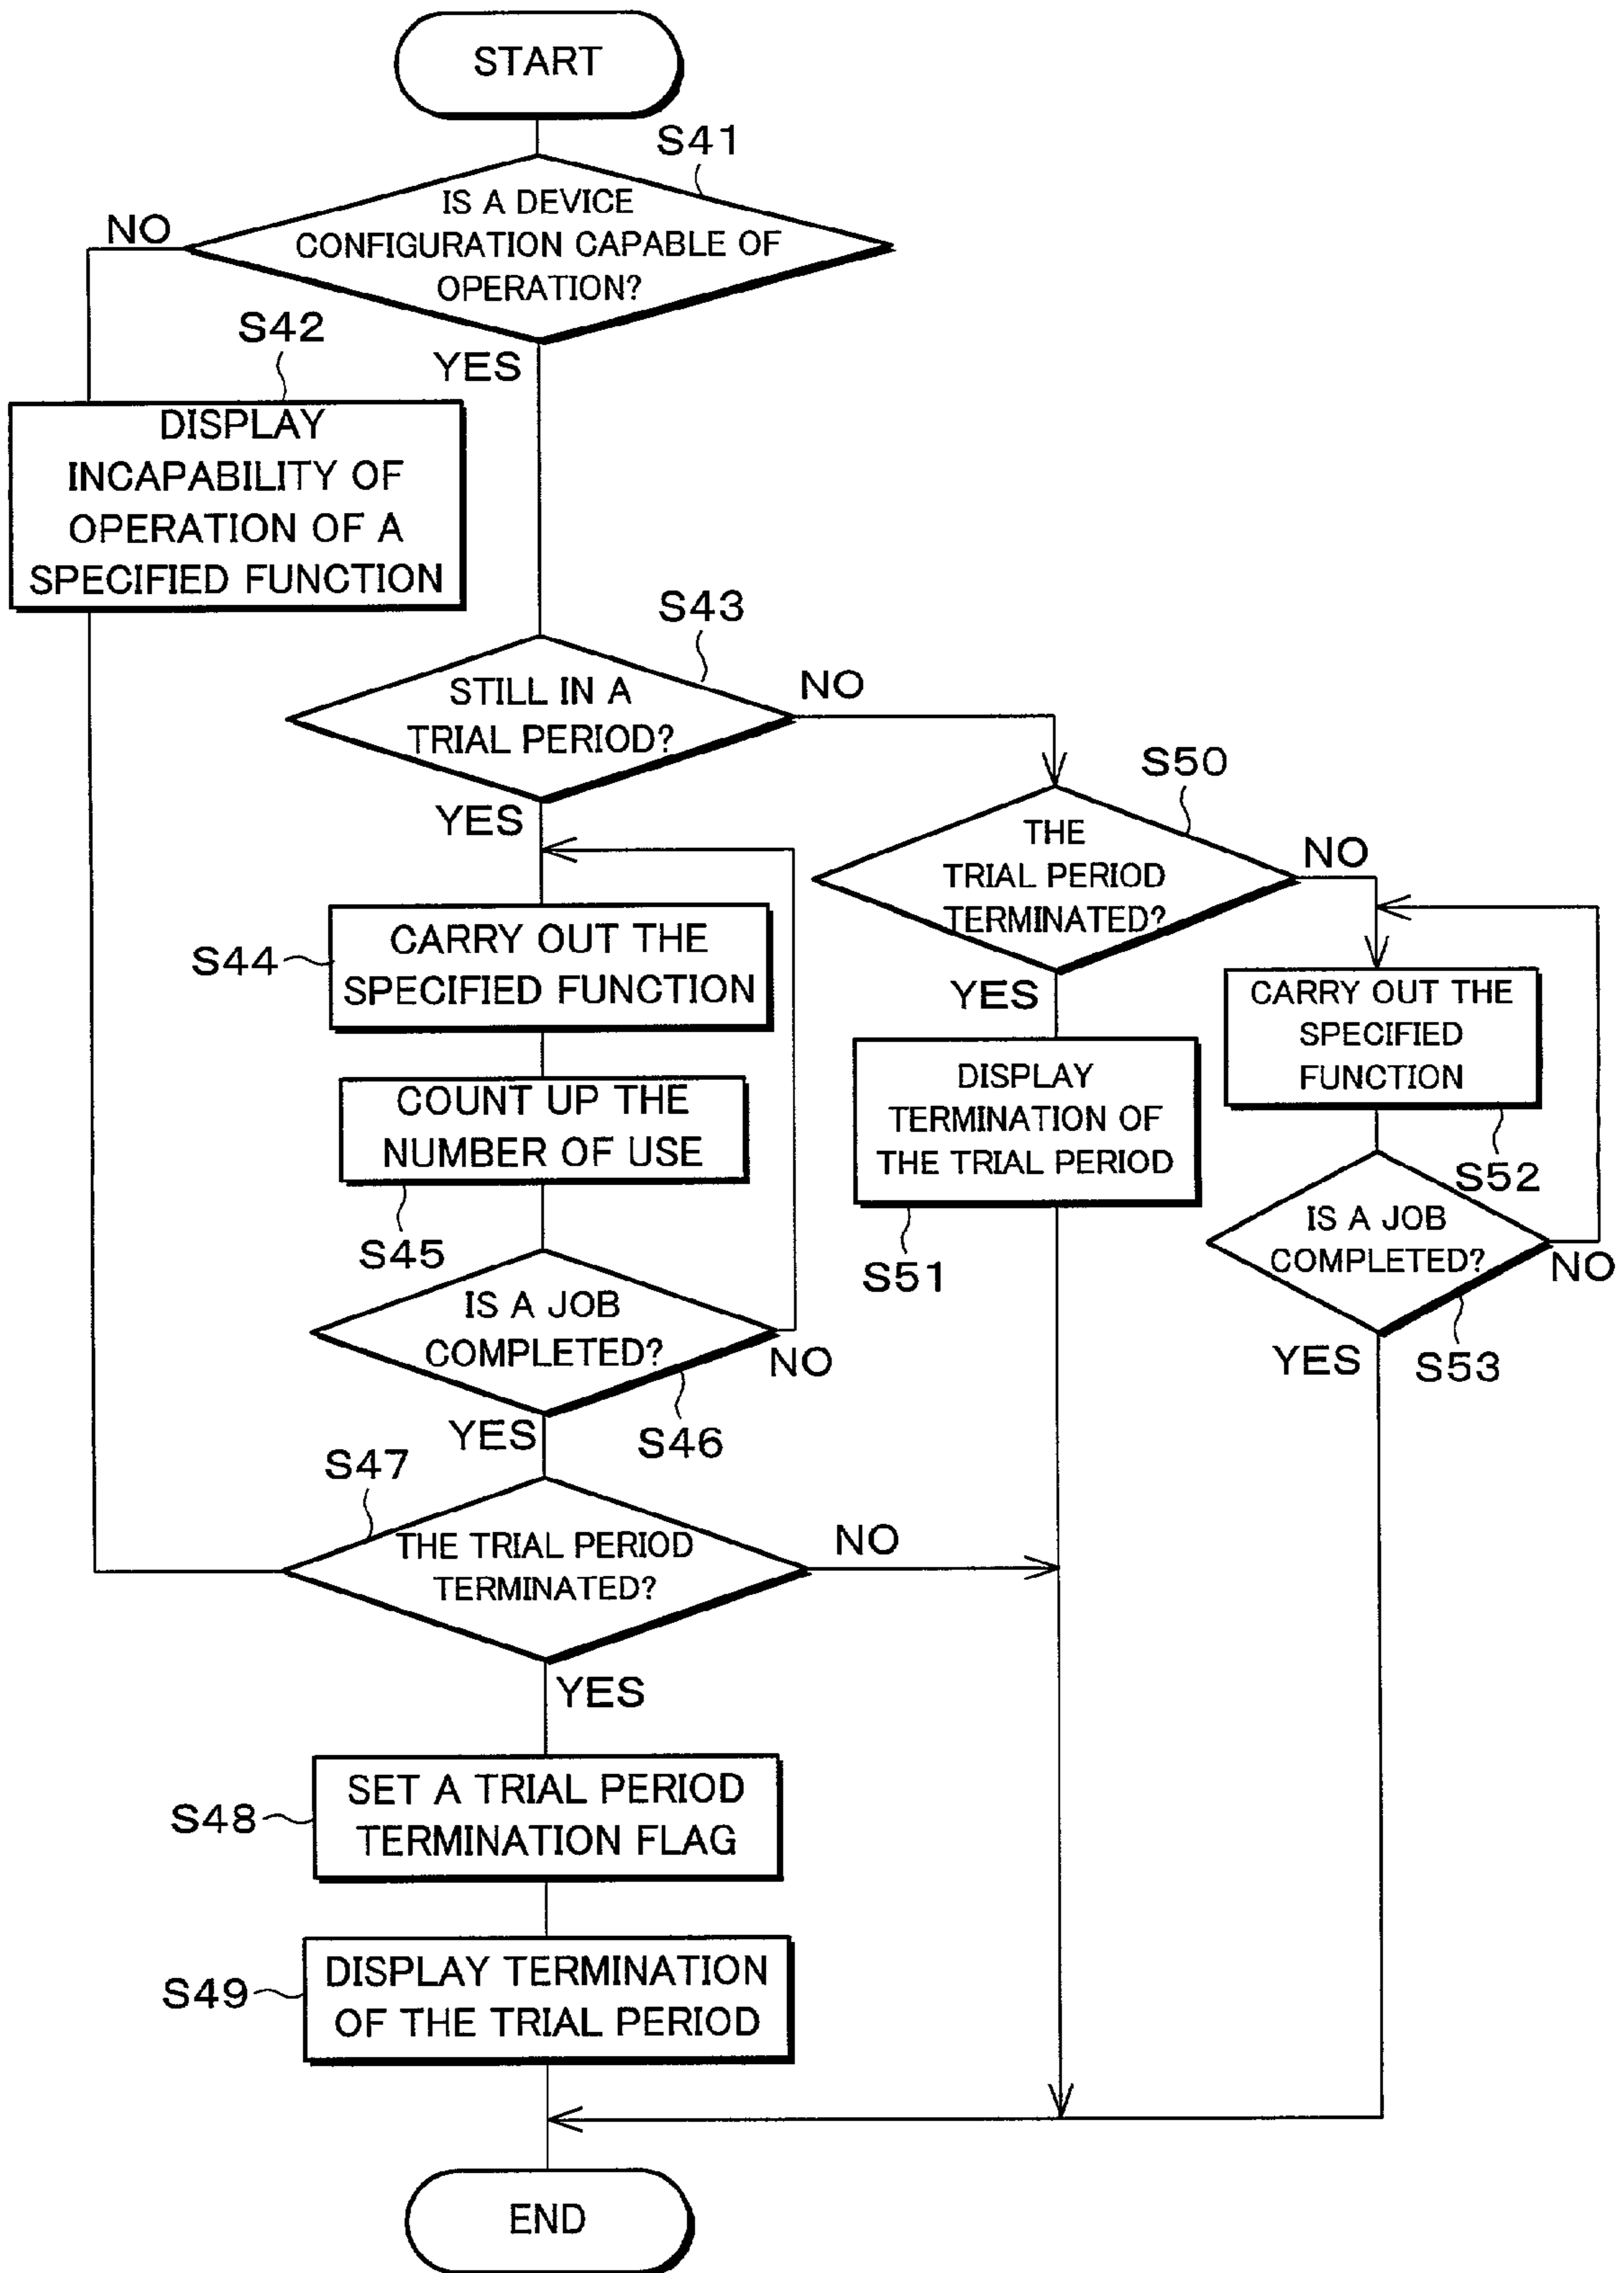 START
S41
IS A DEVICE
CONFIGURATION CAPABLE OF
OPERATION?
NO
YES
S42
DISPLAY
INCAPABILITY OF
OPERATION OF A
SPECIFIED FUNCTION
S43
STILL IN A
TRIAL PERIOD?
NO
YES
S50
THE
TRIAL PERIOD
TERMINATED?
NO
YES
S44
CARRY OUT THE
SPECIFIED FUNCTION
COUNT UP THE
NUMBER OF USE
S45
DISPLAY
TERMINATION OF
THE TRIAL PERIOD
S51
CARRY OUT THE
SPECIFIED
FUNCTION
S52
IS A JOB
COMPLETED?
NO
YES
S53
IS A JOB
COMPLETED?
NO
YES
S46
S47
THE TRIAL PERIOD
TERMINATED?
NO
YES
S48
SET A TRIAL PERIOD
TERMINATION FLAG
S49
DISPLAY TERMINATION
OF THE TRIAL PERIOD
END